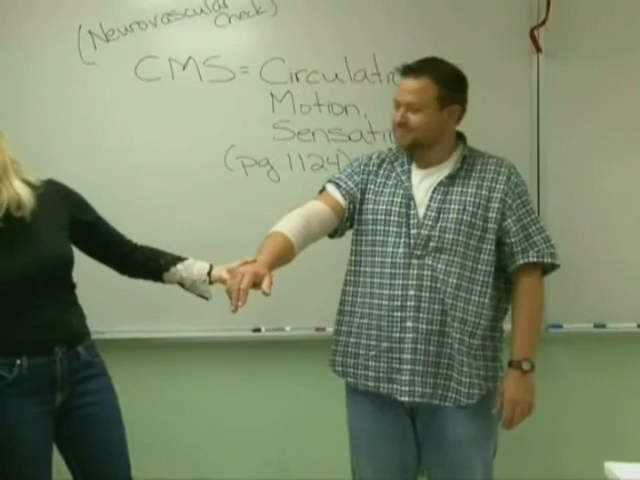 (Neurovascular
Check)
CMS = Circulati
Motion,
Sensati
(pg 1124)